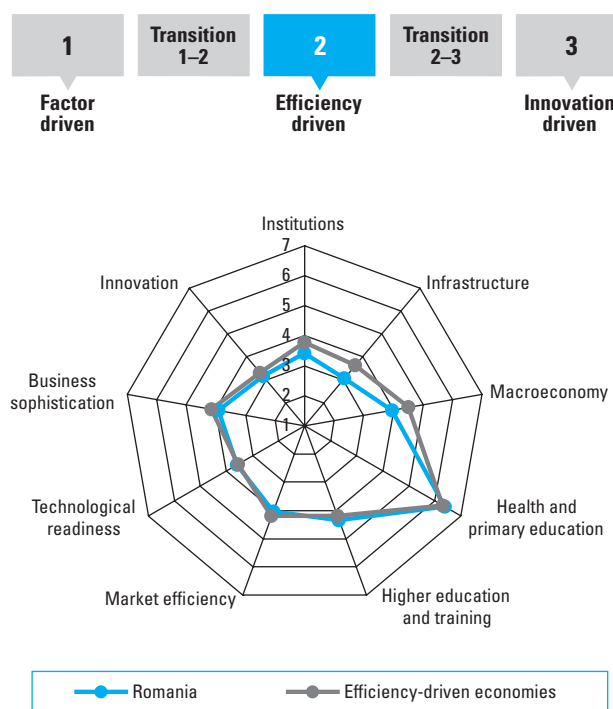 1
Transition
1–2
2
Transition
2–3
3
Factor
driven
Efficiency
driven
Innovation
driven
Institutions
7
6
5
4
3
2
1
Infrastructure
Macroeconomy
Health and
primary education
Higher education
and training
Market efficiency
Technological
readiness
Business
sophistication
Innovation
Romania
Efficiency-driven economies